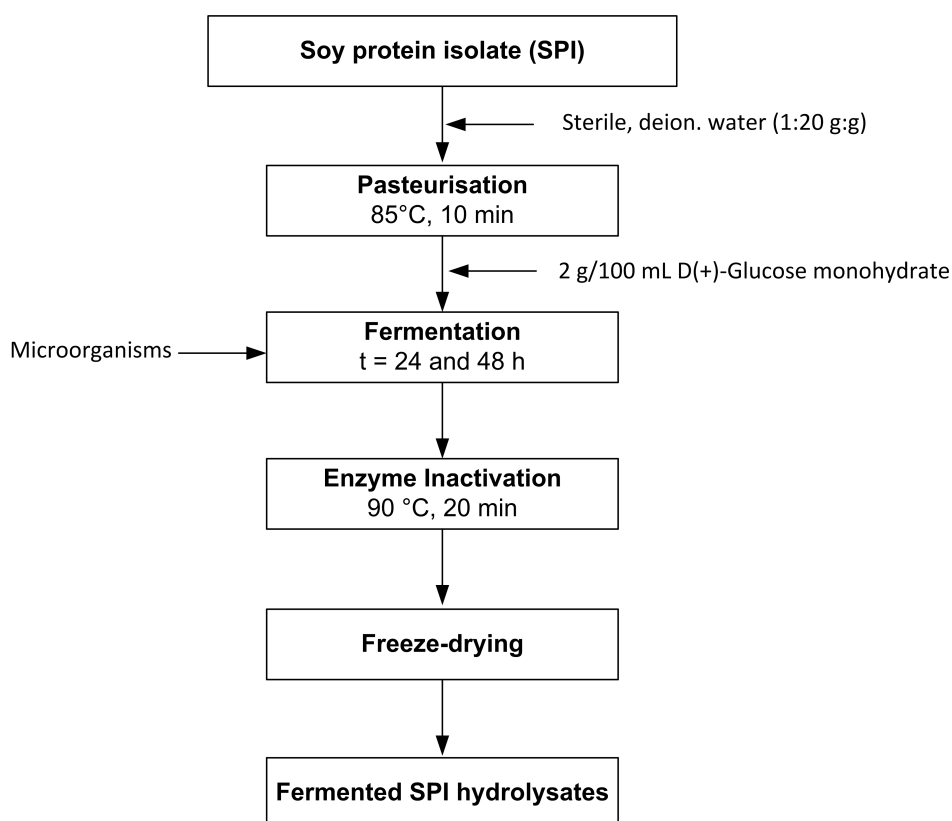 Soy protein isolate (SPI)
Sterile, deion. water (1:20 g:g)
Pasteurisation
85°C, 10 min
2 g/100 mL D(+)-Glucose monohydrate
Microorganisms
Fermentation
t = 24 and 48 h
Enzyme Inactivation
90 °C, 20 min
Freeze-drying
Fermented SPI hydrolysates